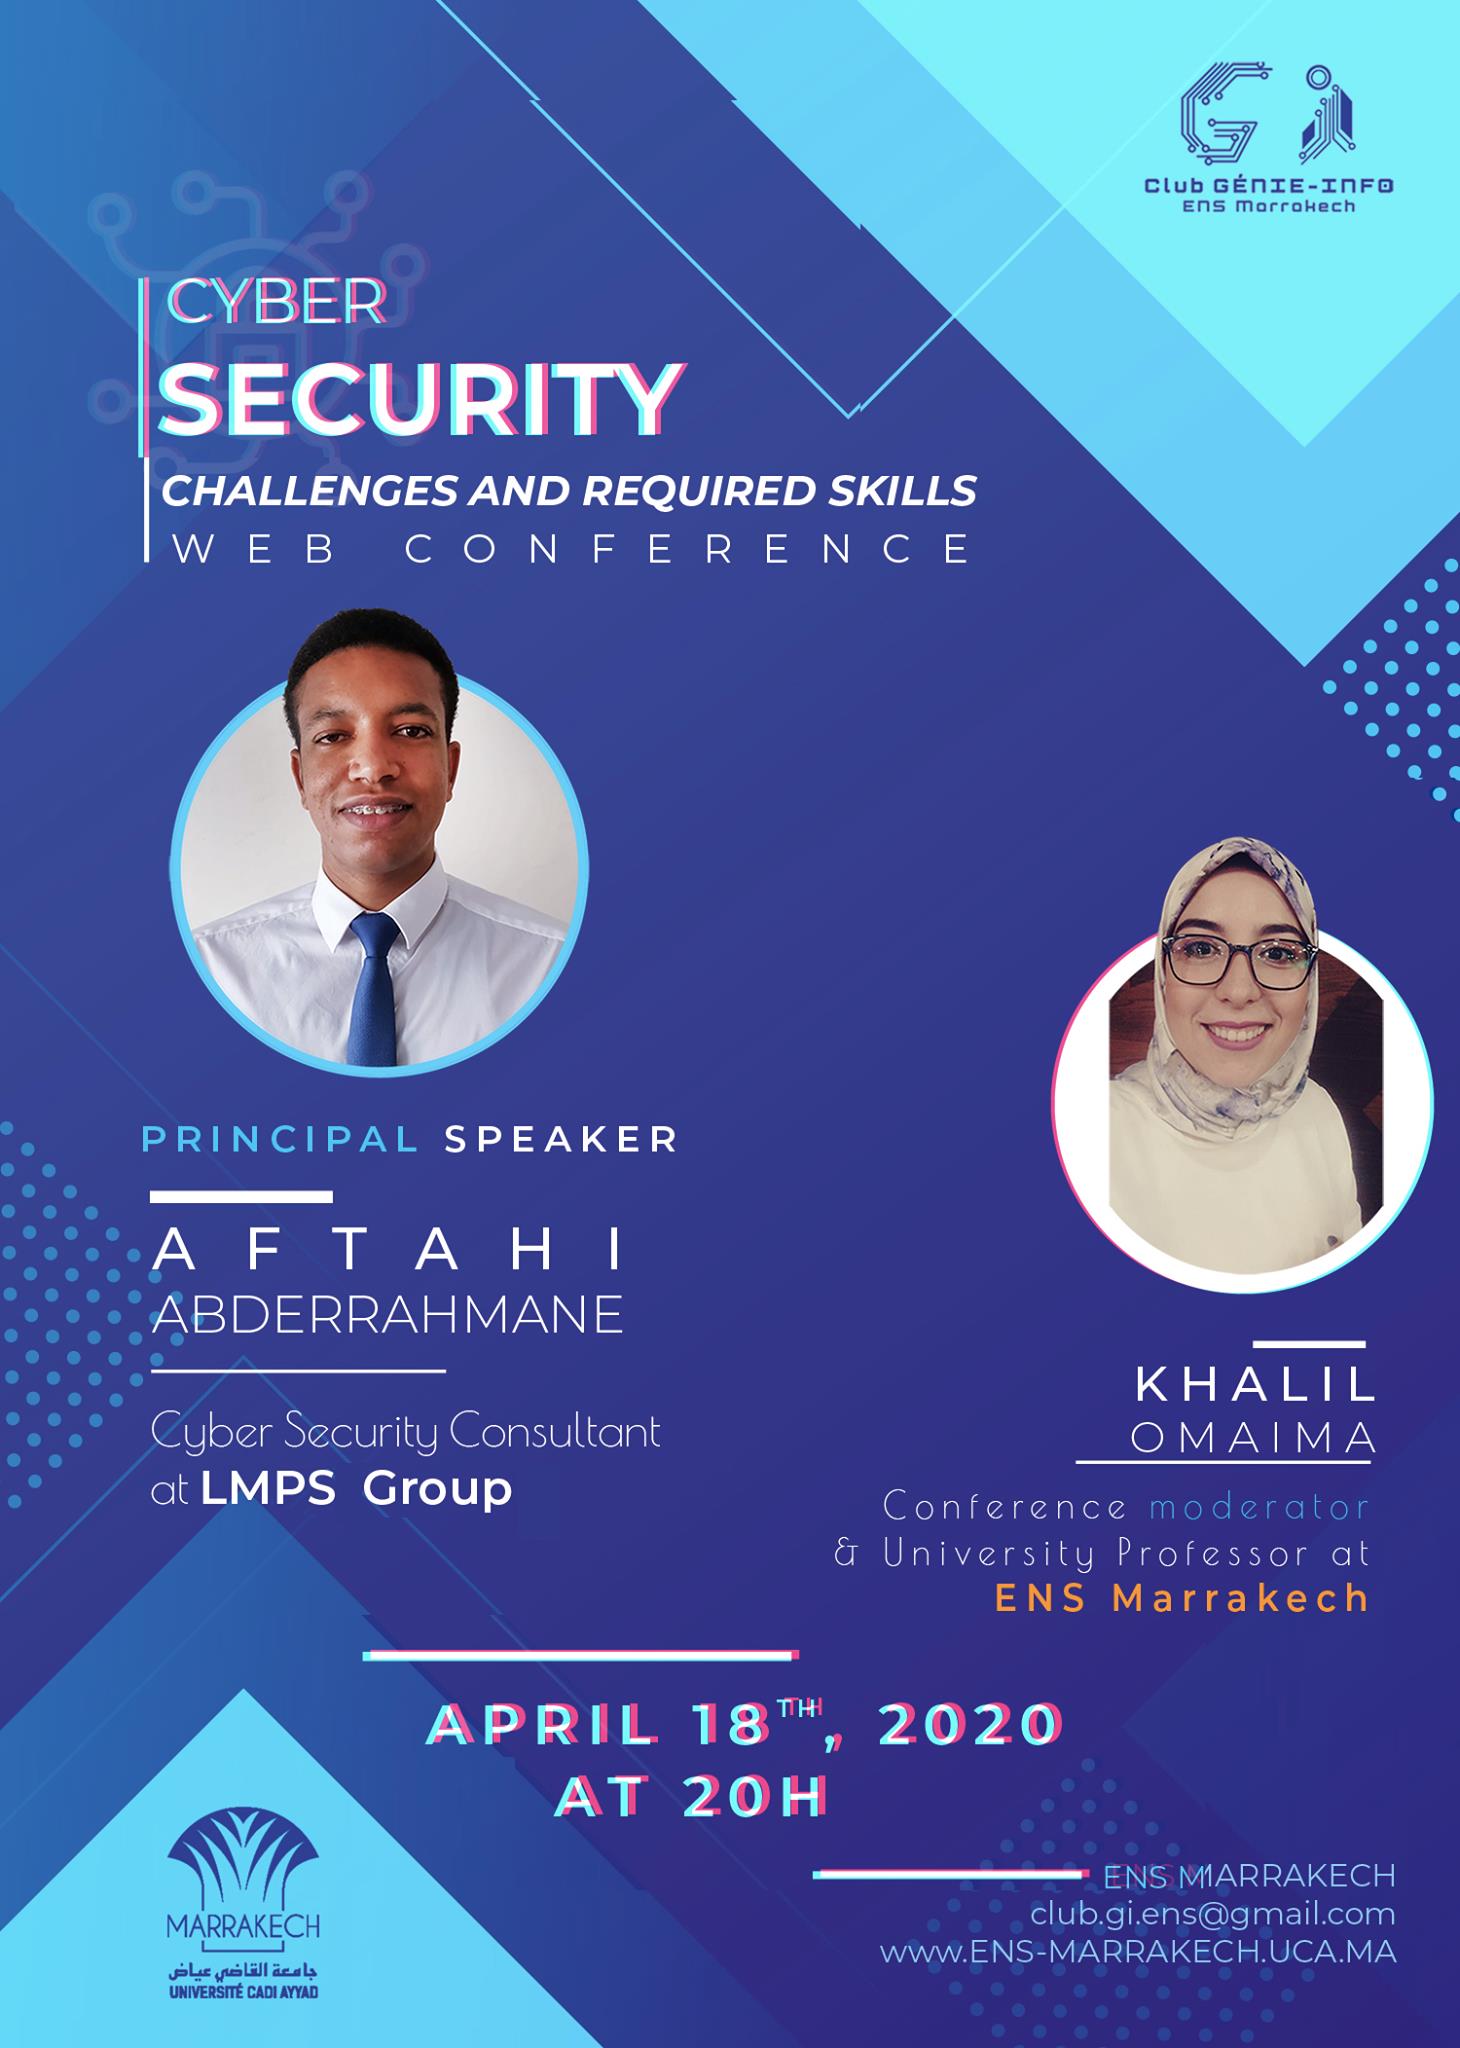 Club GÉNIE-INFO
ENS Marrakech
CYBER
SECURITY
CHALLENGES AND REQUIRED SKILLS
WEB CONFERENCE
PRINCIPAL SPEAKER
AFTAHI
ABDERRAHMANE
Cyber Security Consultant
at LMPS Group
KHALIL
OMAIMA
Conference moderator
& University Professor at
ENS Marrakech
APRIL 18TH, 2020
AT 20H
MARRAKECH
جامعة القاضي عياض
UNIVERSITÉ CADI AYYAD
ENS MARRAKECH
club.gi.ens@gmail.com
www.ENS-MARRAKECH.UCA.MA